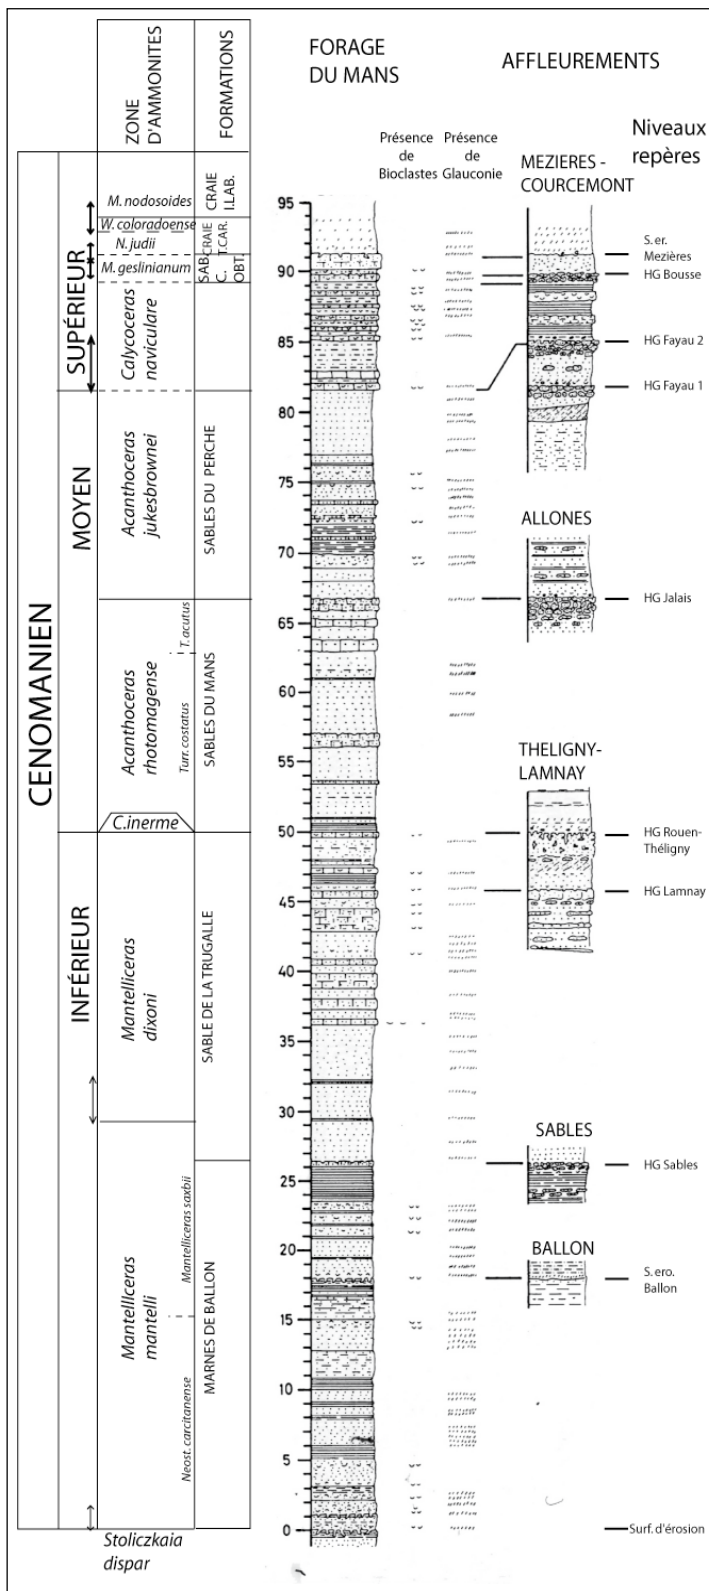 ZONE
D'AMMONITES
FORMATIONS
FORAGE
DU MANS
AFFLEUREMENTS
Présence
de
Bioclastes
Présence
de
Glauconie
Niveaux
repères
CENOMANIEN
SUPÉRIEUR
MOYEN
INFÉRIEUR
M. nodosoides
W. coloradoense
N. judii
M. geslinianum
Calycoceras
naviculare
Acanthoceras
jukesbrownei
Acanthoceras
rhotomagense
T. acutus
Turr. costatus
C.inerme
Mantelliceras
dixoni
Mantelliceras
mantelli
Mantelliceras saxbii
Neost. carcitanense
Stoliczkaia
dispar
CRAIE
I.LAB.
CRAIE
T.CAR.
SAB.
C.
OBT.
SABLES DU PERCHE
SABLES DU MANS
SABLE DE LA TRUGALLE
MARNES DE BALLON
95
90
85
80
75
70
65
60
55
50
45
40
35
30
25
20
15
10
5
0
MEZIERES -
COURCEMONT
S. er.
Mezières
HG Bousse
HG Fayau 2
HG Fayau 1
ALLONES
HG Jalais
THELIGNY-
LAMNAY
HG Rouen-
Théligny
HG Lamnay
SABLES
HG Sables
BALLON
S. ero.
Ballon
Surf. d'érosion